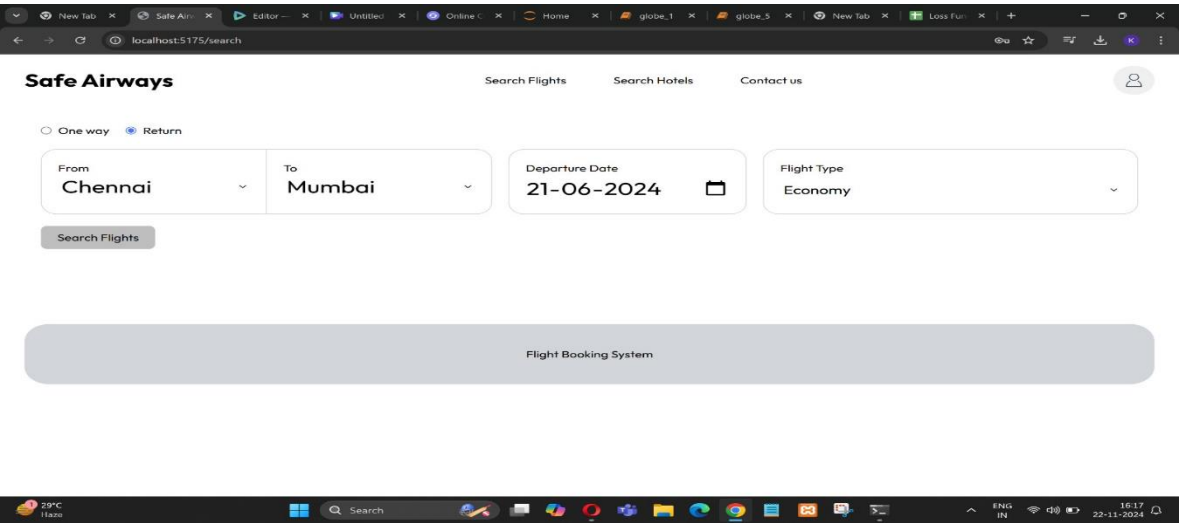 New Tab Safe Air Editor — Untitled Online C Home globe_1 globe_5 New Tab Loss Fun
localhost:5175/search K
Safe Airways Search Flights Search Hotels Contact us
One way Return
From To Departure Date Flight Type
Chennai Mumbai 21-06-2024 Economy
Search Flights
Flight Booking System
29°C ENG 16:17
Haze Search IN 22-11-2024